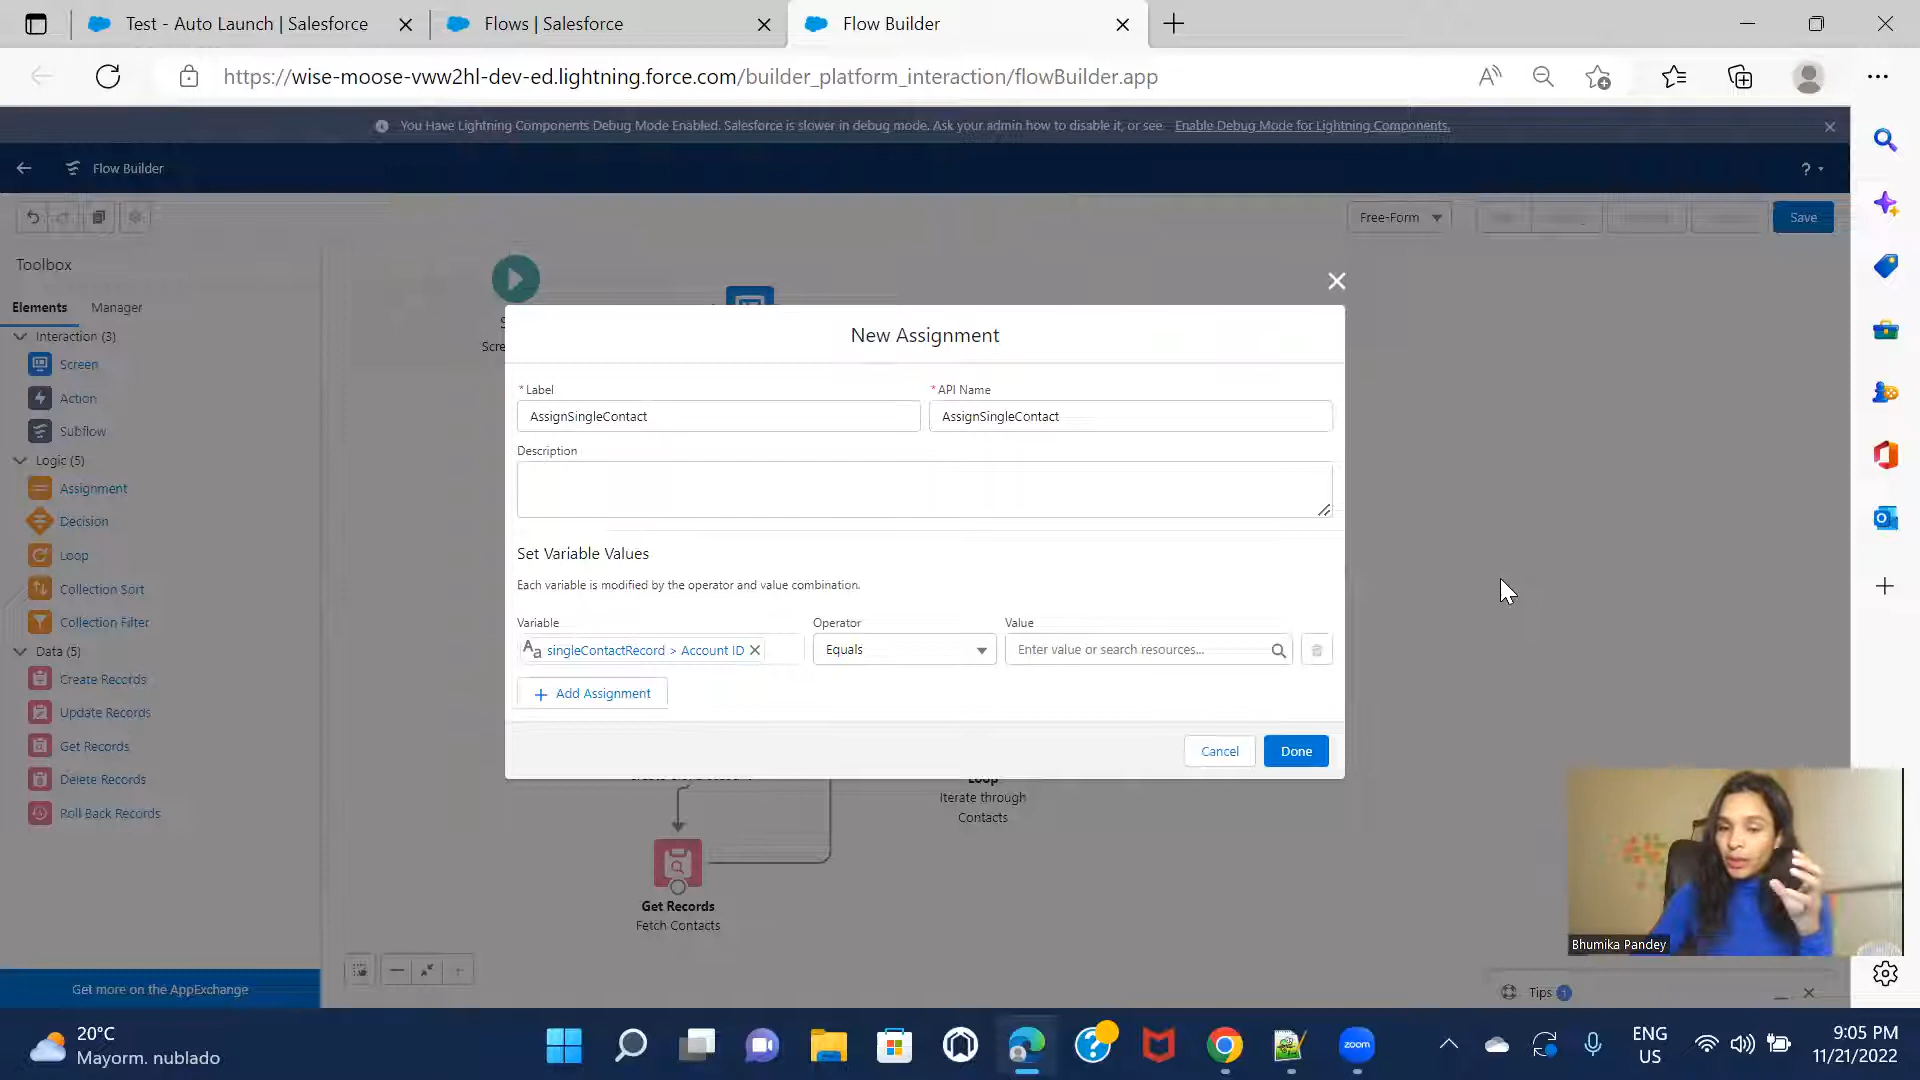 Test - Auto Launch | Salesforce
Flows | Salesforce
Flow Builder
https://wise-moose-vww2hl-dev-ed.lightning.force.com/builder_platform_interaction/flowBuilder.app
You Have Lightning Components Debug Mode Enabled. Salesforce is slower in debug mode. Ask your admin how to disable it, or see. Enable Debug Mode for Lightning Components.
Flow Builder
?
Free-Form
Save
Toolbox
Elements
Manager
Interaction (3)
Screen
Action
Subflow
Logic (5)
Assignment
Decision
Loop
Collection Sort
Collection Filter
Data (5)
Create Records
Update Records
Get Records
Delete Records
Roll Back Records
Get more on the AppExchange
New Assignment
* Label
* API Name
AssignSingleContact
AssignSingleContact
Description
Set Variable Values
Each variable is modified by the operator and value combination.
Variable
Operator
Value
Aa singleContactRecord > Account ID
Equals
Enter value or search resources...
+ Add Assignment
Cancel
Done
Loop
Iterate through
Contacts
Get Records
Fetch Contacts
Bhumika Pandey
Tips 1
20°C
Mayorm. nublado
zoom
ENG
US
9:05 PM
11/21/2022